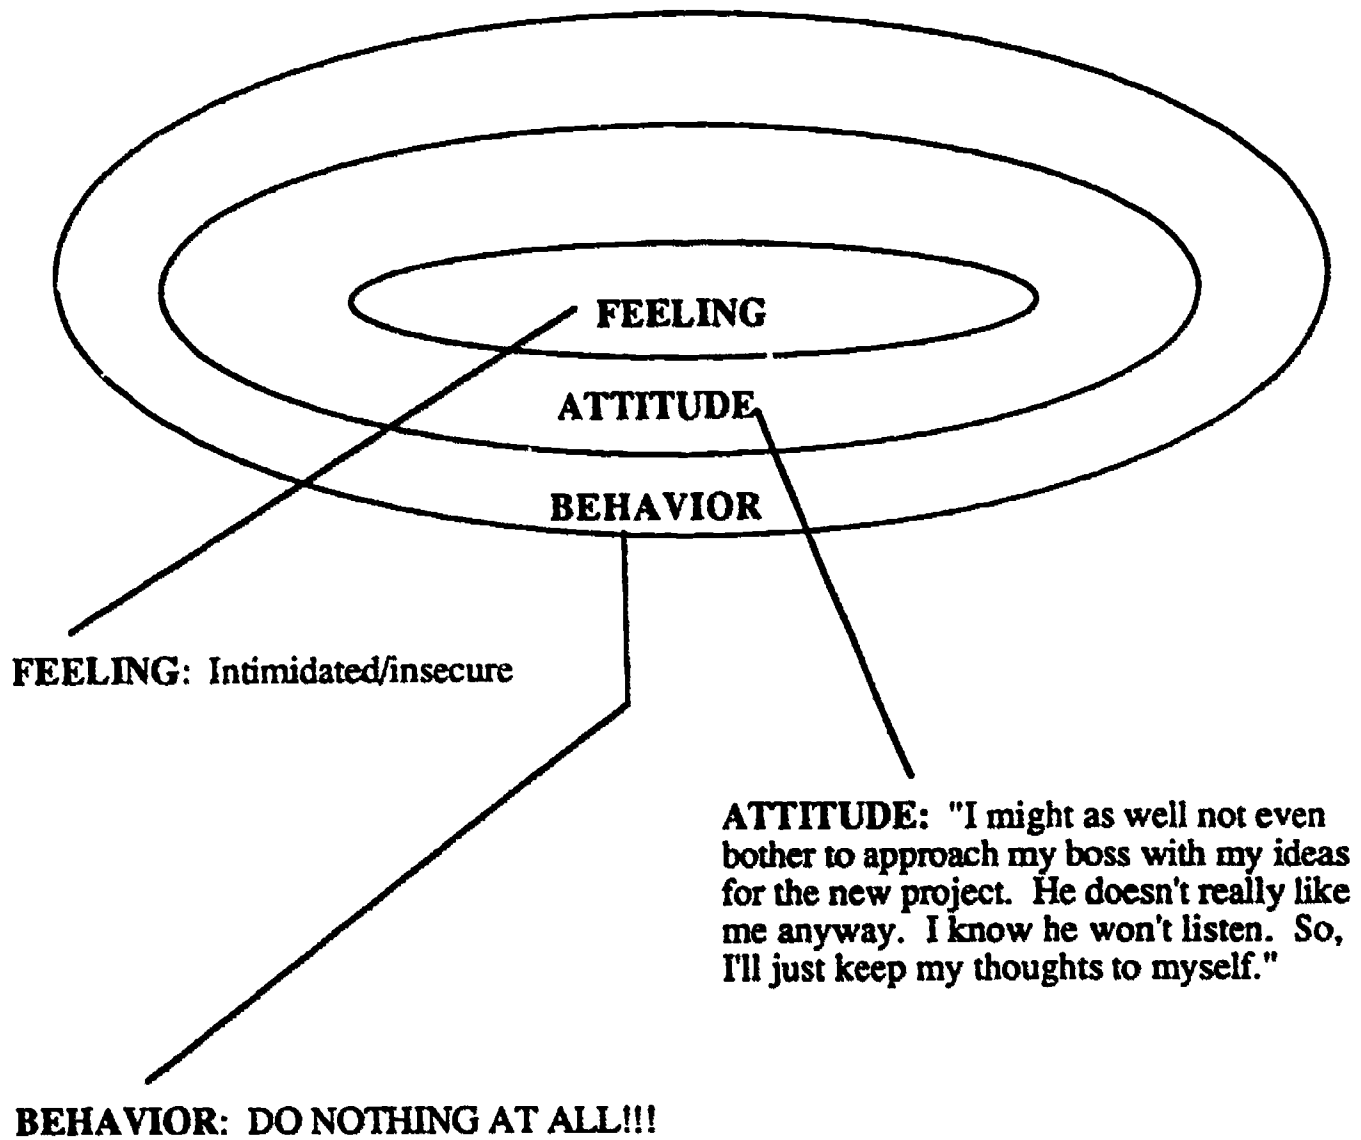 FEELING
ATTITUDE
BEHAVIOR
FEELING: Intimidated/insecure
ATTITUDE: "I might as well not even
bother to approach my boss with my ideas
for the new project. He doesn't really like
me anyway. I know he won't listen. So,
I'll just keep my thoughts to myself."
BEHAVIOR: DO NOTHING AT ALL!!!